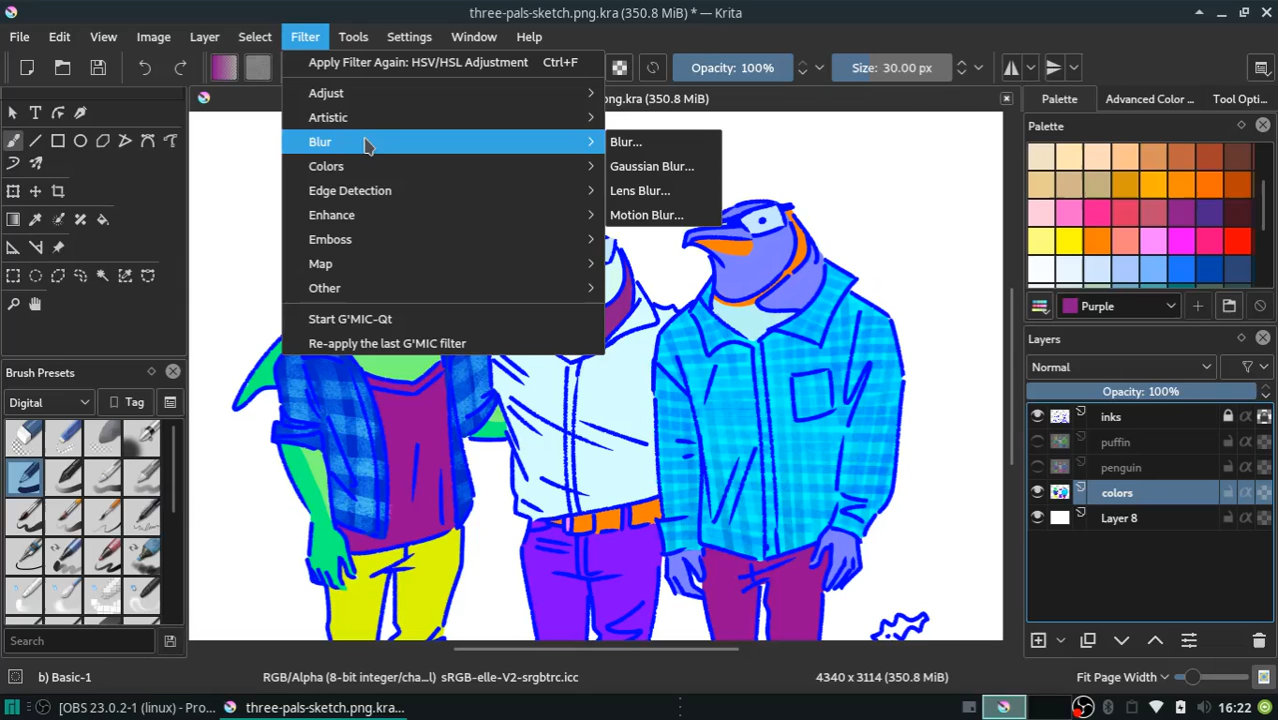 three-pals-sketch.png.kra (350.8 MiB) * — Krita
File Edit View Image Layer Select Filter Tools Settings Window Help
Apply Filter Again: HSV/HSL Adjustment Ctrl+F
Opacity: 100% Size: 30.00 px
Adjust
ng.kra (350.8 MiB)
Palette Advanced Color ... Tool Opti...
Artistic
Palette
Blur
Blur...
Colors
Gaussian Blur...
Edge Detection
Lens Blur...
Enhance
Motion Blur...
Emboss
Map
Other
Purple
Start G'MIC-Qt
Re-apply the last G'MIC filter
Layers
Normal
Brush Presets
Opacity: 100%
Digital Tag
inks
puffin
penguin
colors
Layer 8
Search
b) Basic-1 RGB/Alpha (8-bit integer/cha...l) sRGB-elle-V2-srgbtrc.icc 4340 x 3114 (350.8 MiB) Fit Page Width
[OBS 23.0.2-1 (linux) - Pro... three-pals-sketch.png.kra... 16:22